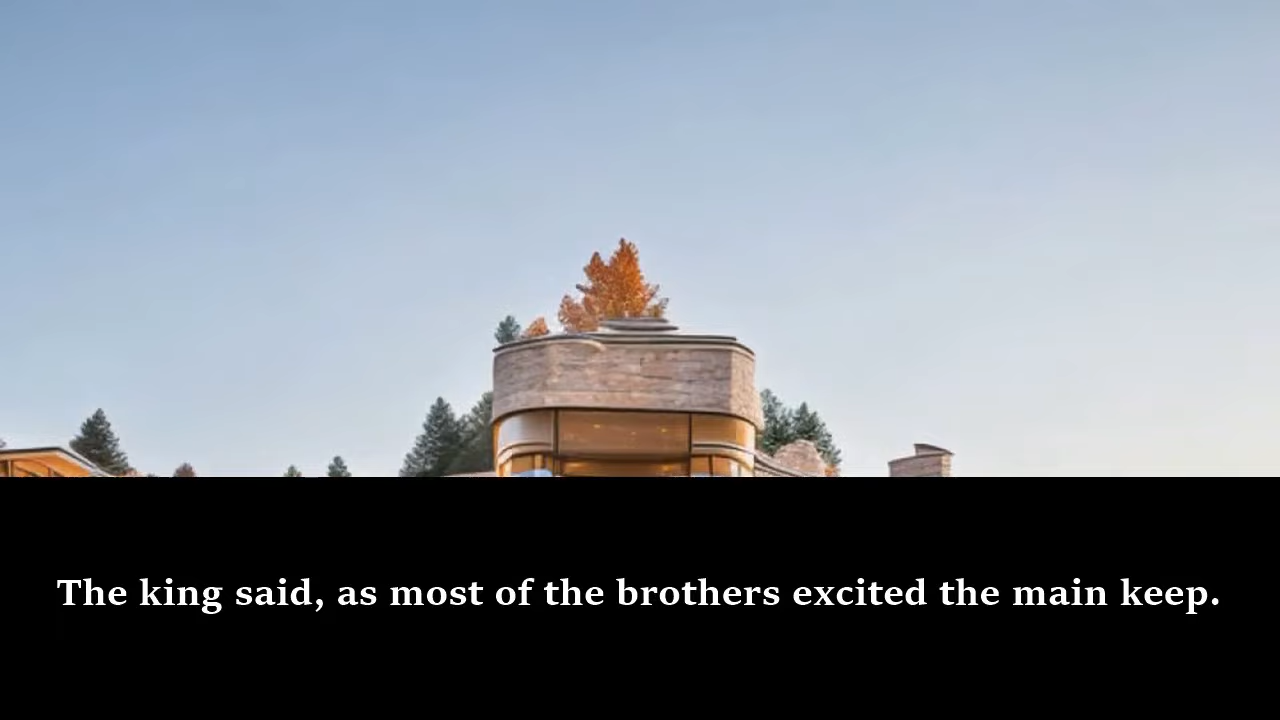 The king said, as most of the brothers excited the main keep.